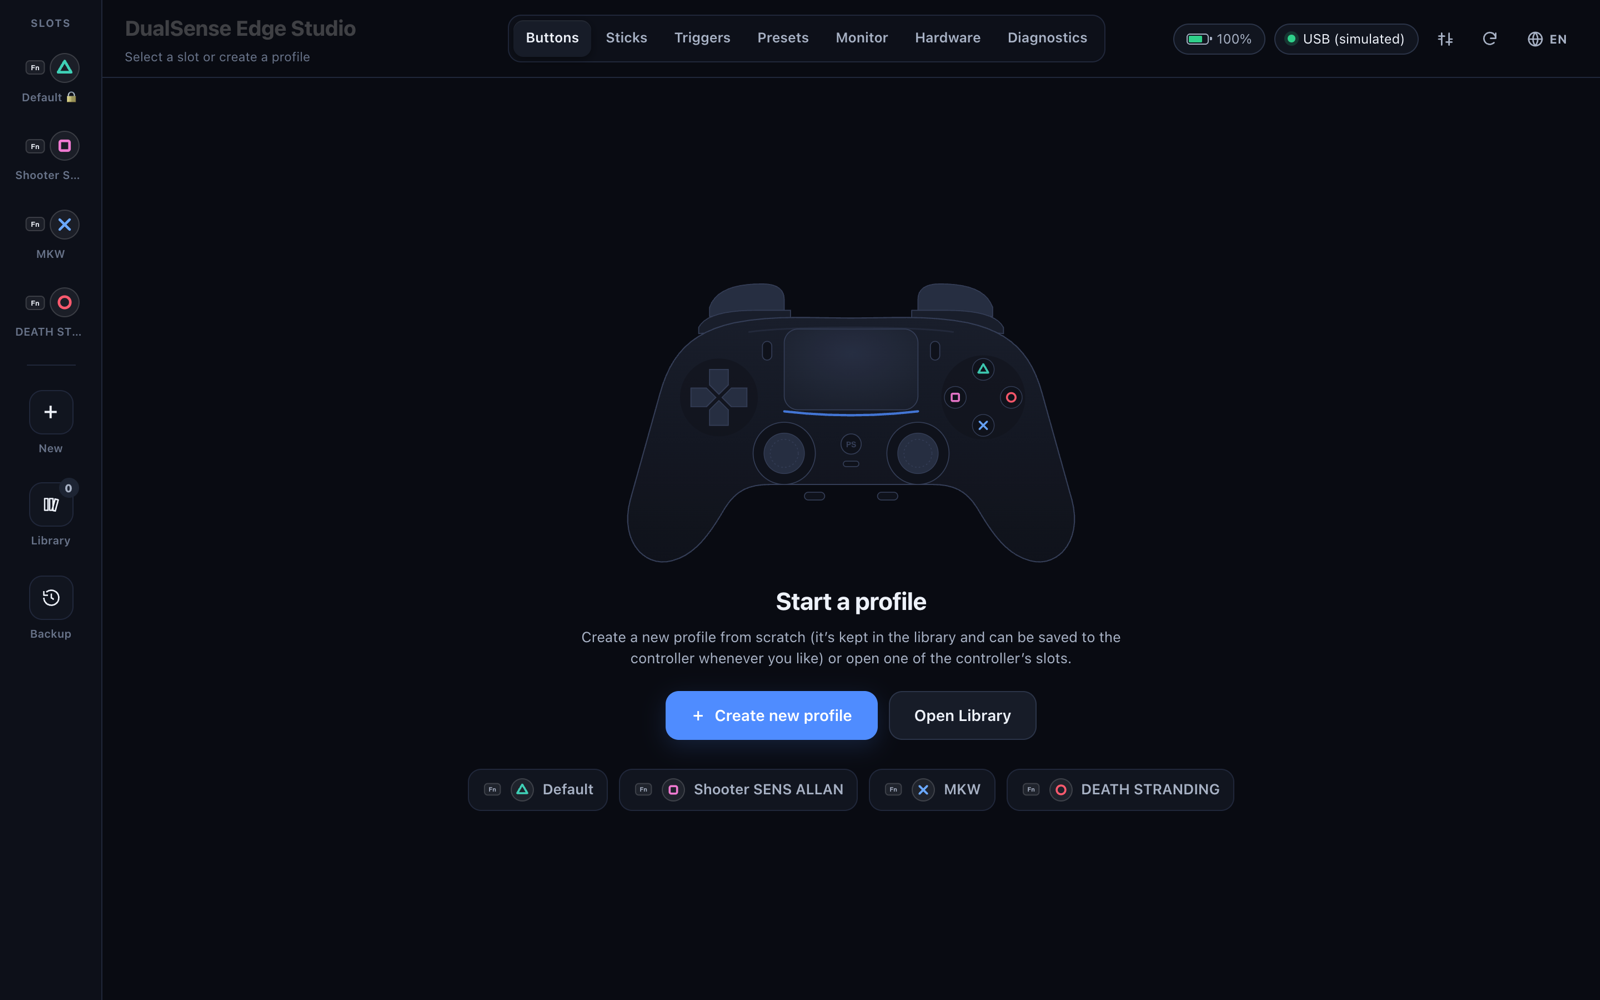 SLOTS
Fn
Default
Fn
Shooter S...
Fn
MKW
Fn
DEATH ST...
New
0
Library
Backup
DualSense Edge Studio
Select a slot or create a profile
Buttons Sticks Triggers Presets Monitor Hardware Diagnostics
100% USB (simulated) EN
PS
Start a profile
Create a new profile from scratch (it’s kept in the library and can be saved to the
controller whenever you like) or open one of the controller’s slots.
+ Create new profile Open Library
Fn Default Fn Shooter SENS ALLAN Fn MKW Fn DEATH STRANDING